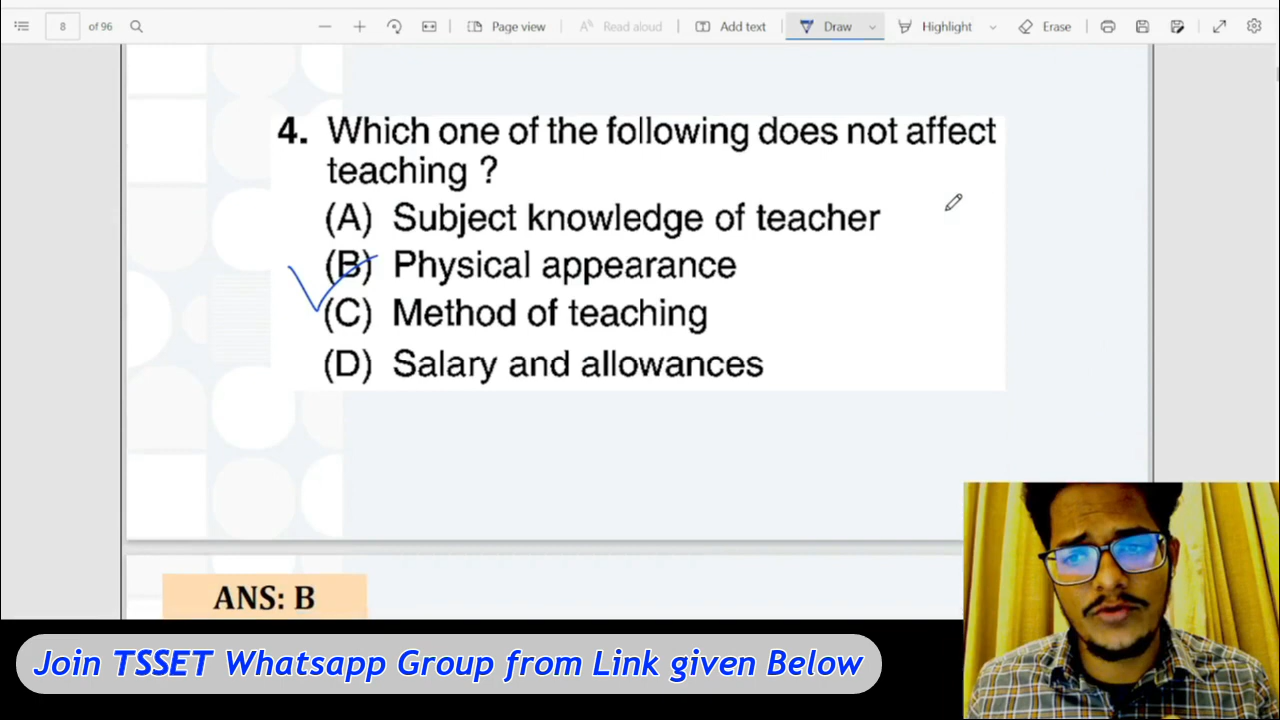 8 of 96 Page view Read aloud Add text Draw Highlight Erase
4. Which one of the following does not affect
teaching ?
(A) Subject knowledge of teacher
(B) Physical appearance
(C) Method of teaching
(D) Salary and allowances
ANS: B
Join TSSET Whatsapp Group from Link given Below